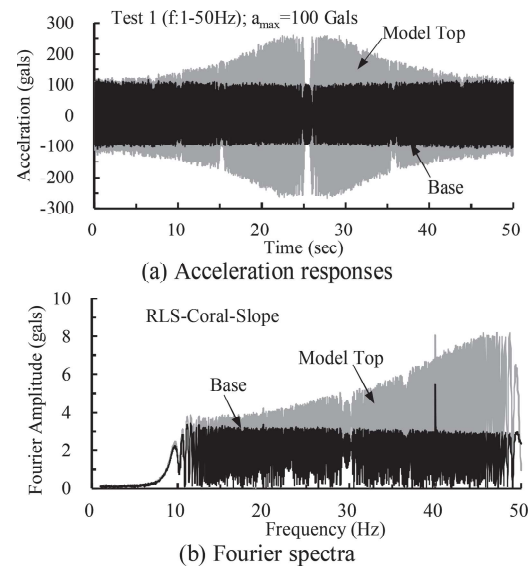 Test 1 (f:1-50Hz); a_max=100 Gals
300
200
100
0
-100
-200
-300
Accelration (gals)
Model Top
Base
0 10 20 30 40 50
Time (sec)
(a) Acceleration responses
10
8
6
4
2
0
Fourier Amplitude (gals)
RLS-Coral-Slope
Model Top
Base
0 10 20 30 40 50
Frequency (Hz)
(b) Fourier spectra